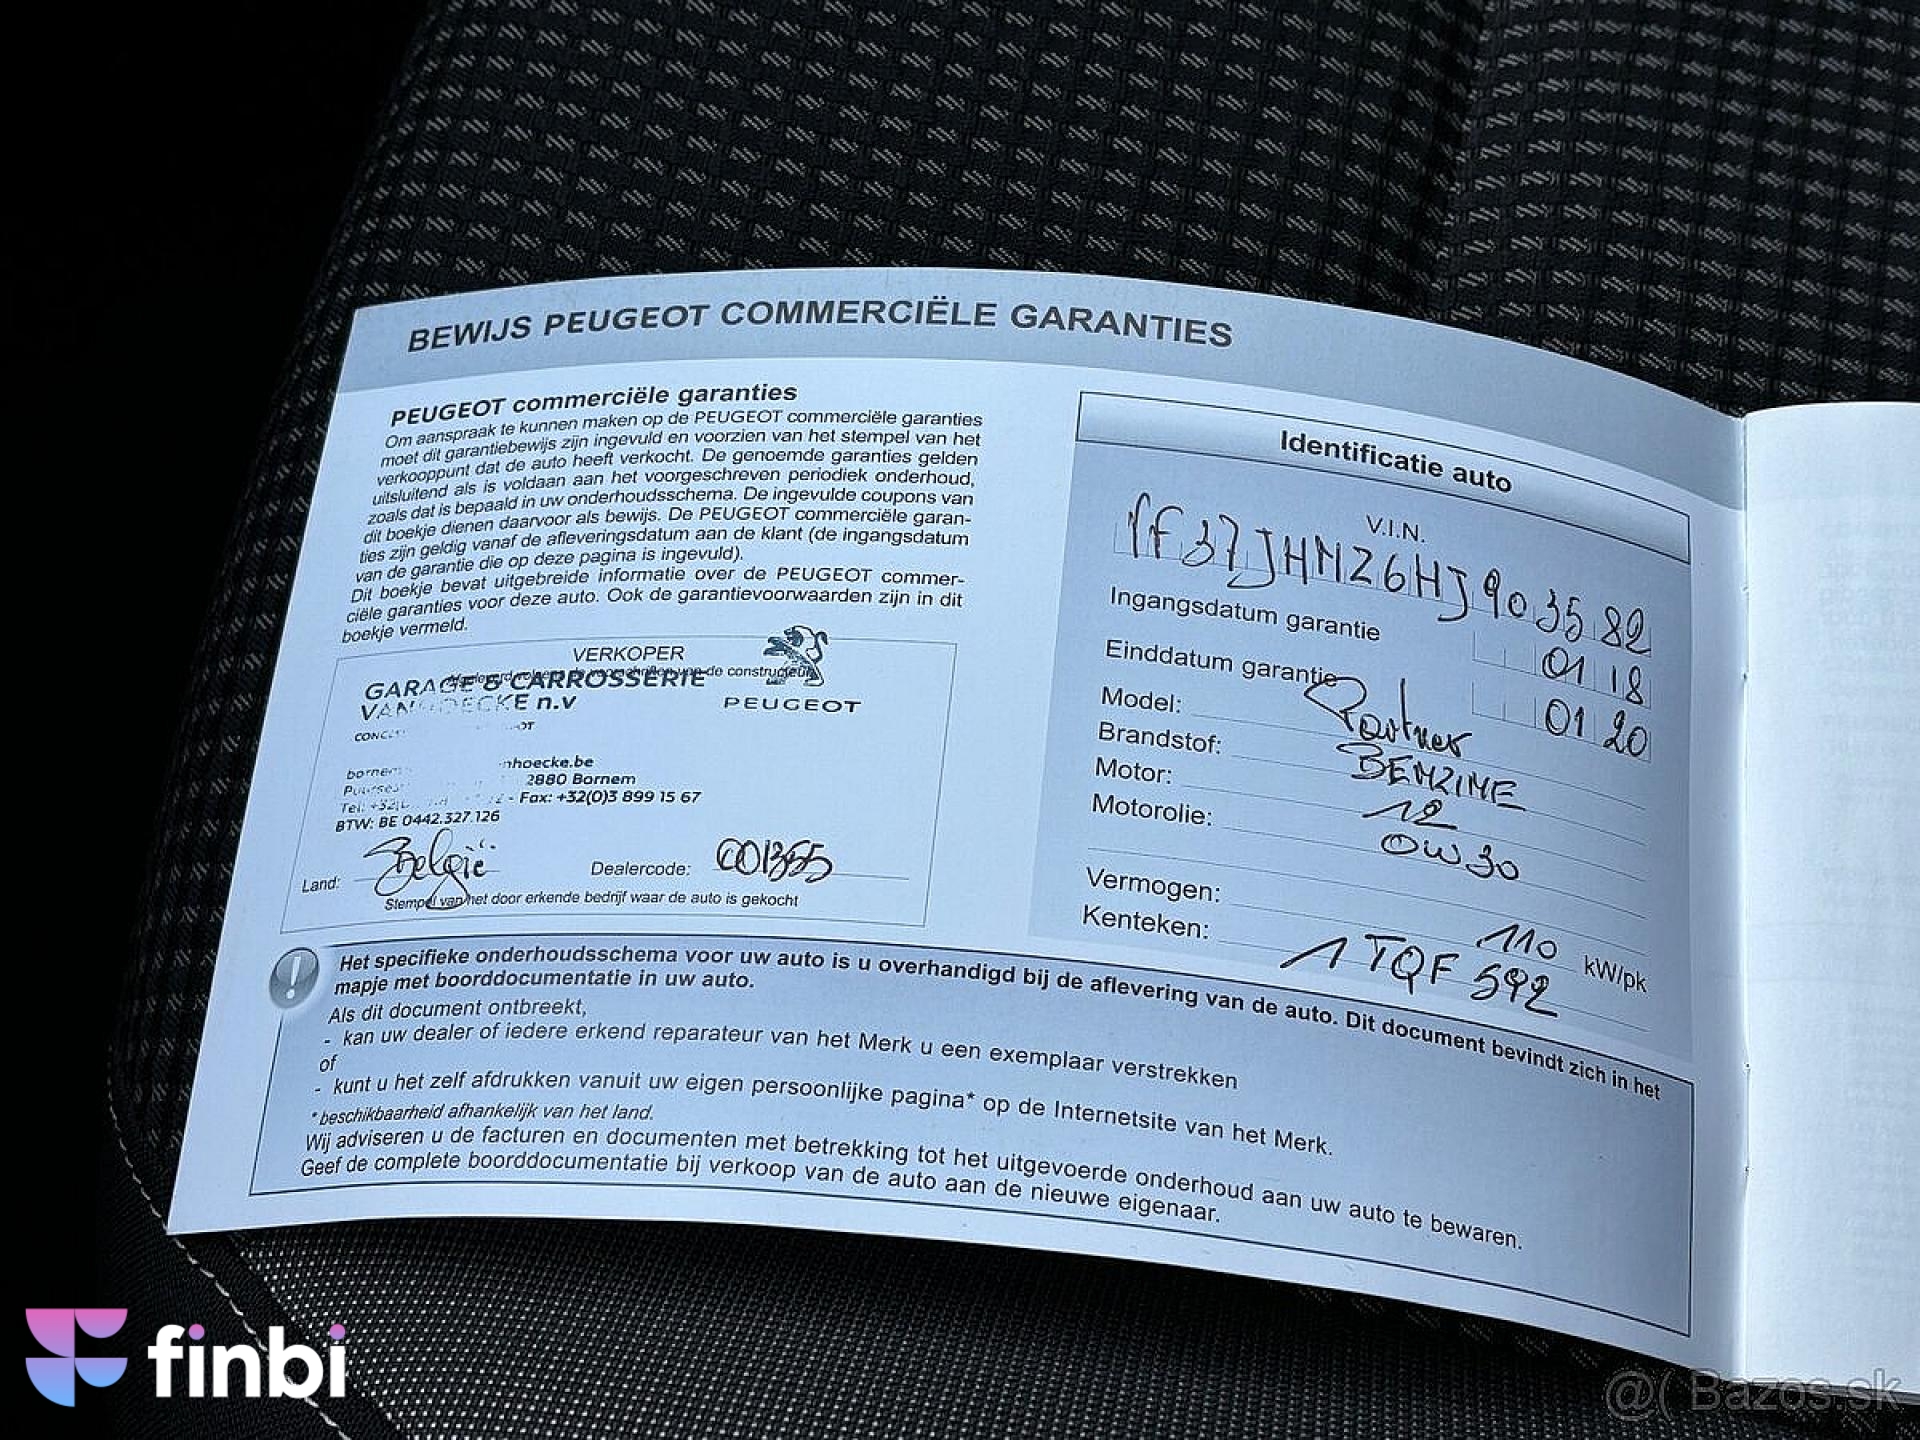 BEWIJS PEUGEOT COMMERCIËLE GARANTIES
PEUGEOT commerciële garanties
Om aanspraak te kunnen maken op de PEUGEOT commerciële garanties
moet dit garantiebewijs zijn ingevuld en voorzien van het stempel van het
verkooppunt dat de auto heeft verkocht. De genoemde garanties gelden
uitsluitend als is voldaan aan het voorgeschreven periodiek onderhoud,
zoals dat is bepaald in uw onderhoudsschema. De ingevulde coupons van
dit boekje dienen daarvoor als bewijs. De PEUGEOT commerciële garan-
ties zijn geldig vanaf de afleveringsdatum aan de klant (de ingangsdatum
van de garantie die op deze pagina is ingevuld).
Dit boekje bevat uitgebreide informatie over de PEUGEOT commer-
ciële garanties voor deze auto. Ook de garantievoorwaarden zijn in dit
boekje vermeld.
VERKOPER
Afgeleverd volgens de voorschriften van de constructeur
GARAGE & CARROSSERIE
n.v
PEUGEOT
nhoecke.be
2880 Bornem
- Fax: +32(0)3 899 15 67
BTW: BE 0442.327.126
Land: België Dealercode: 001355
Stempel van het door erkende bedrijf waar de auto is gekocht
Identificatie auto
V.I.N.
VF37JHMZ6HJ903582
Ingangsdatum garantie 01 18
Einddatum garantie 01 20
Model: Partner
Brandstof: BENZINE
Motor: 12
Motorolie: 0W30
Vermogen: 110 kW/pk
Kenteken: 1TQF592
Het specifieke onderhoudsschema voor uw auto is u overhandigd bij de aflevering van de auto. Dit document bevindt zich in het
mapje met boorddocumentatie in uw auto.
Als dit document ontbreekt,
- kan uw dealer of iedere erkend reparateur van het Merk u een exemplaar verstrekken
of
- kunt u het zelf afdrukken vanuit uw eigen persoonlijke pagina* op de Internetsite van het Merk.
*beschikbaarheid afhankelijk van het land.
Wij adviseren u de facturen en documenten met betrekking tot het uitgevoerde onderhoud aan uw auto te bewaren.
Geef de complete boorddocumentatie bij verkoop van de auto aan de nieuwe eigenaar.
finbi
@( Bazos.sk